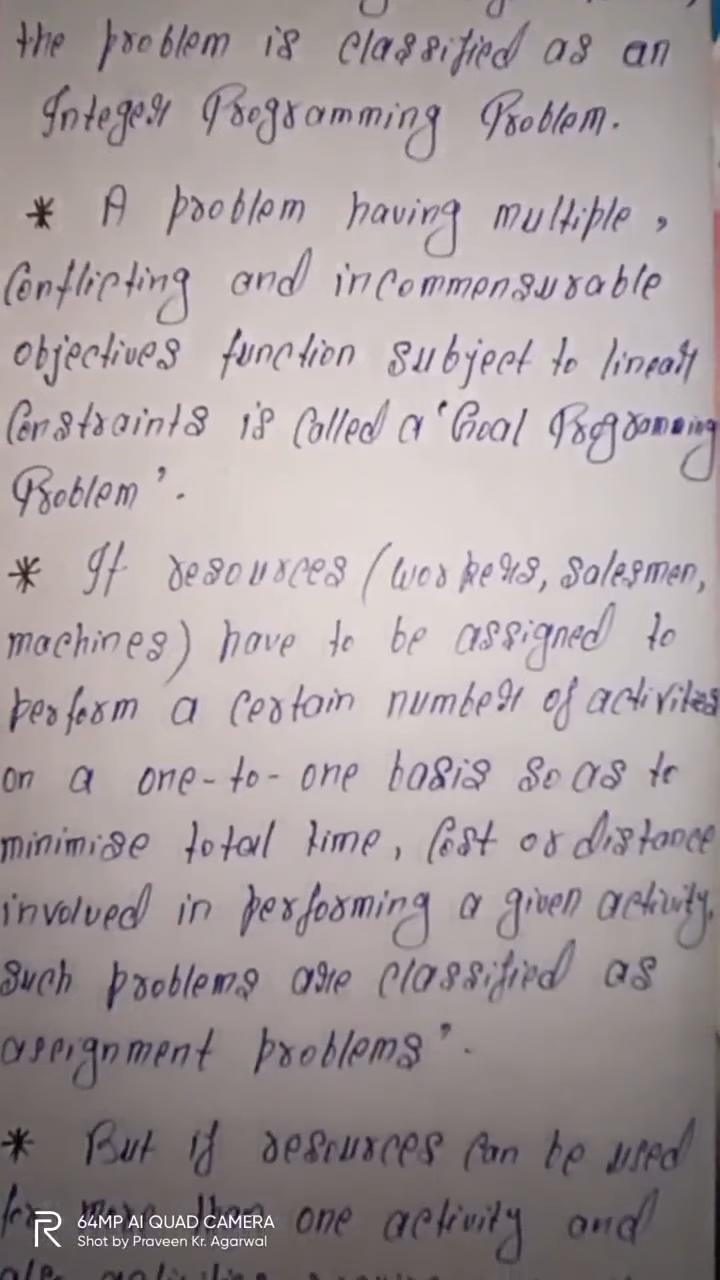 the problem is classified as an
Integer Programming Problem.
* A problem having multiple,
Conflicting and incommensurable
objectives function subject to linear
Constraints is called a 'Goal Programming
Problem'.
* If resources (workers, salesmen,
machines) have to be assigned to
perform a certain number of activites
on a one-to-one basis so as to
minimise total time, Cost or distance
involved in performing a given activity,
such problems are classified as
assignment problems'.
* But if resources can be used
for more than one activity and
64MP AI QUAD CAMERA
Shot by Praveen Kr. Agarwal